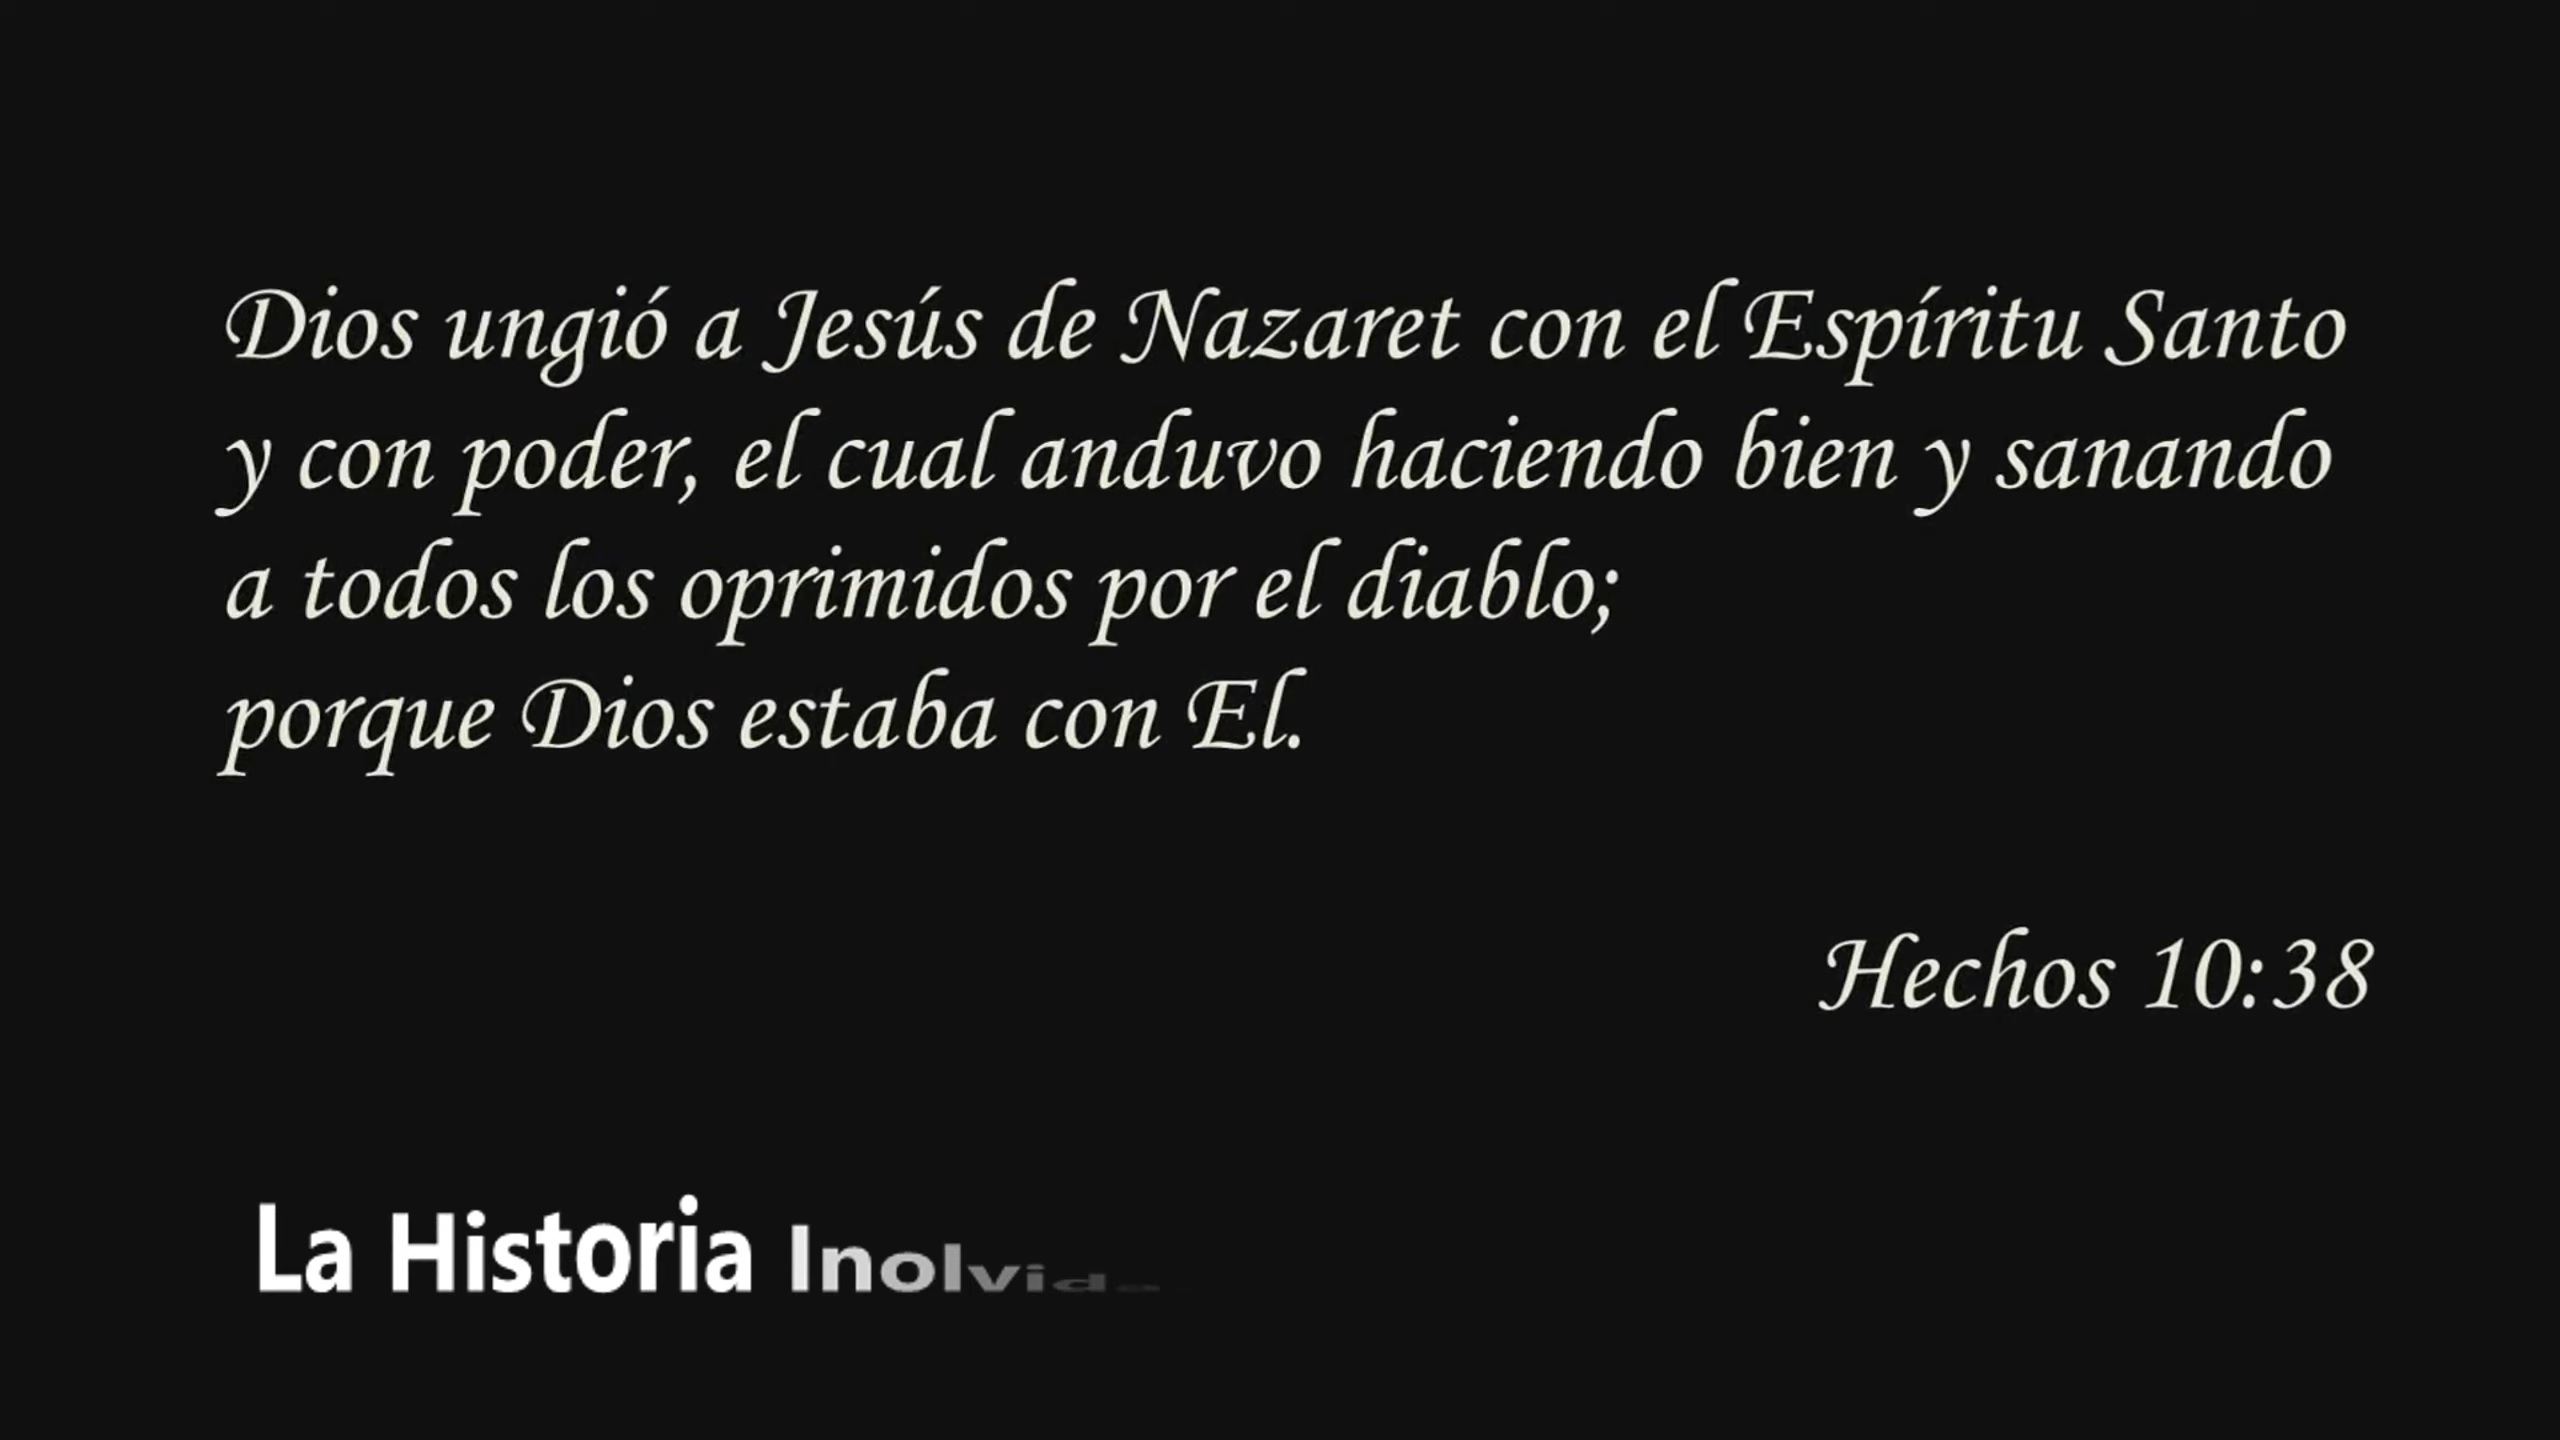 Dios ungió a Jesús de Nazaret con el Espíritu Santo
y con poder, el cual anduvo haciendo bien y sanando
a todos los oprimidos por el diablo;
porque Dios estaba con El.
Hechos 10:38
La Historia